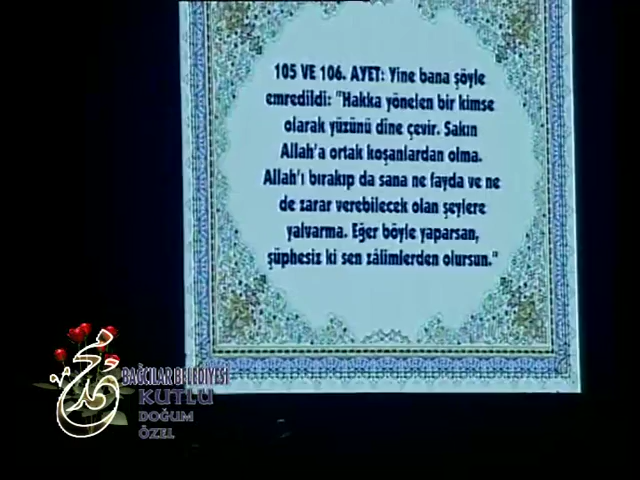 105 VE 106. AYET: Yine bana şöyle
emredildi: "Hakka yönelen bir kimse
olarak yüzünü dine çevir. Sakın
Allah'a ortak koşanlardan olma.
Allah'ı bırakıp da sana ne fayda ve ne
de zarar verebilecek olan şeylere
yalvarma. Eğer böyle yaparsan,
şüphesiz ki sen zâlimlerden olursun."
BAĞCILAR BELEDİYESİ
KUTLU
DOĞUM
ÖZEL